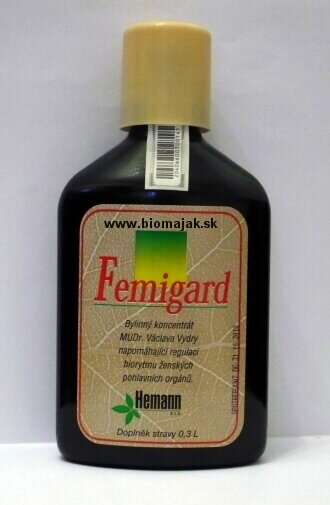 www.biomajak.sk
Femigard
Bylinný koncentrát
MUDr. Václava Vydry
napomáhající regulaci
biorytmu ženských
pohlavních orgánů.
Hemann
s.r.o.
Doplněk stravy 0,3 L